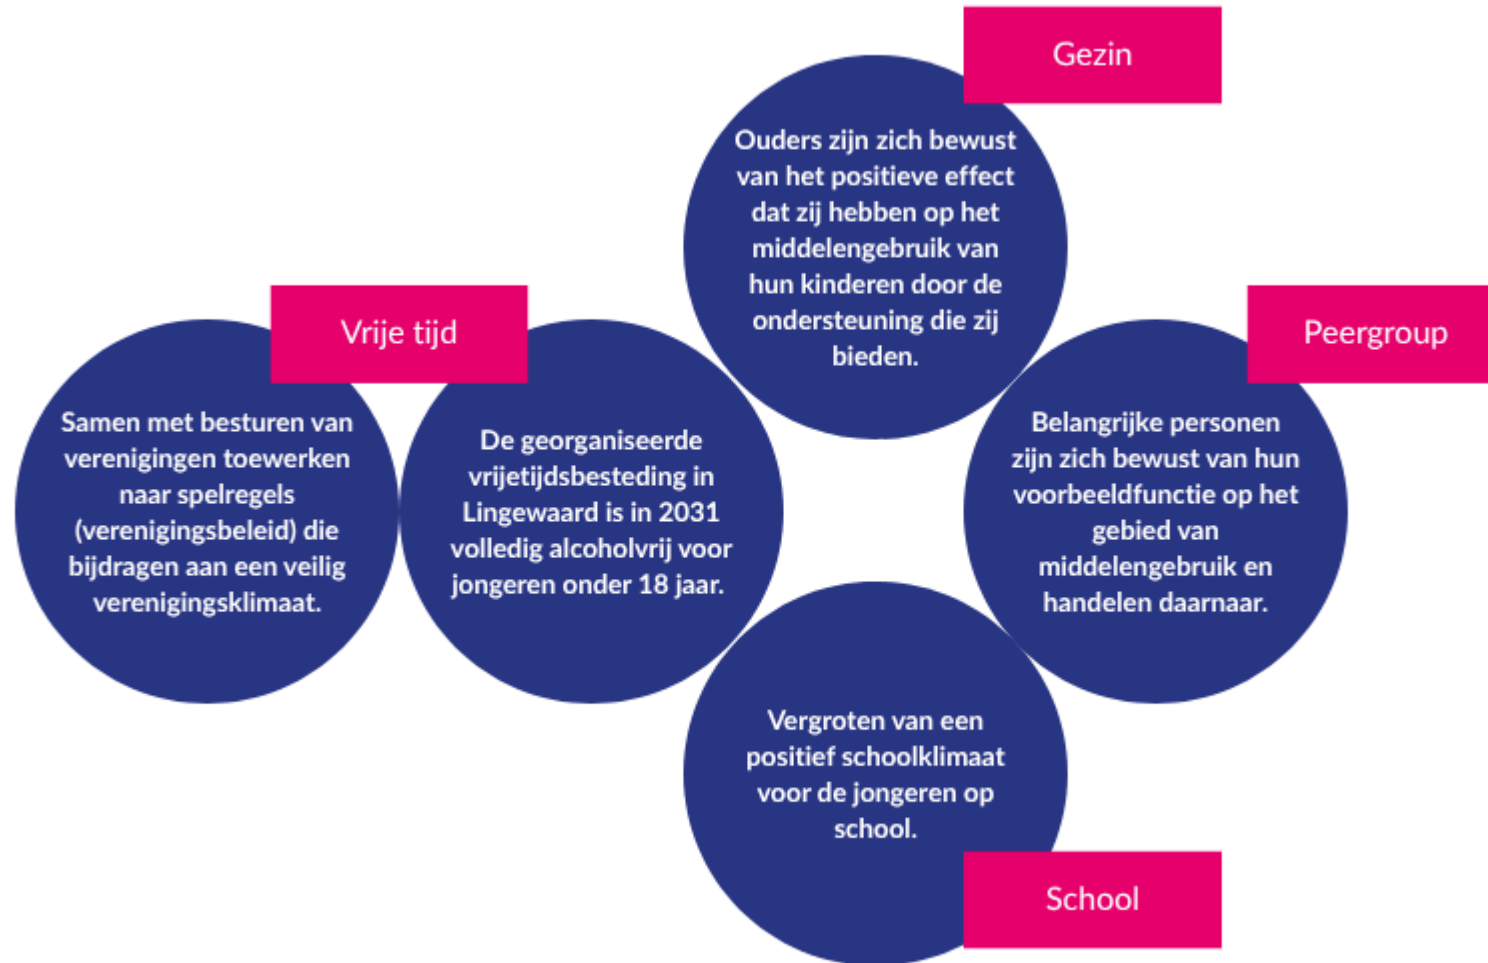 Gezin
Ouders zijn zich bewust
van het positieve effect
dat zij hebben op het
middelengebruik van
hun kinderen door de
ondersteuning die zij
bieden.
Vrije tijd
Samen met besturen van
verenigingen toewerken
naar spelregels
(verenigingsbeleid) die
bijdragen aan een veilig
verenigingsklimaat.
De georganiseerde
vrijetijdsbesteding in
Lingewaard is in 2031
volledig alcoholvrij voor
jongeren onder 18 jaar.
Peergroup
Belangrijke personen
zijn zich bewust van hun
voorbeeldfunctie op het
gebied van
middelengebruik en
handelen daarnaar.
Vergroten van een
positief schoolklimaat
voor de jongeren op
school.
School